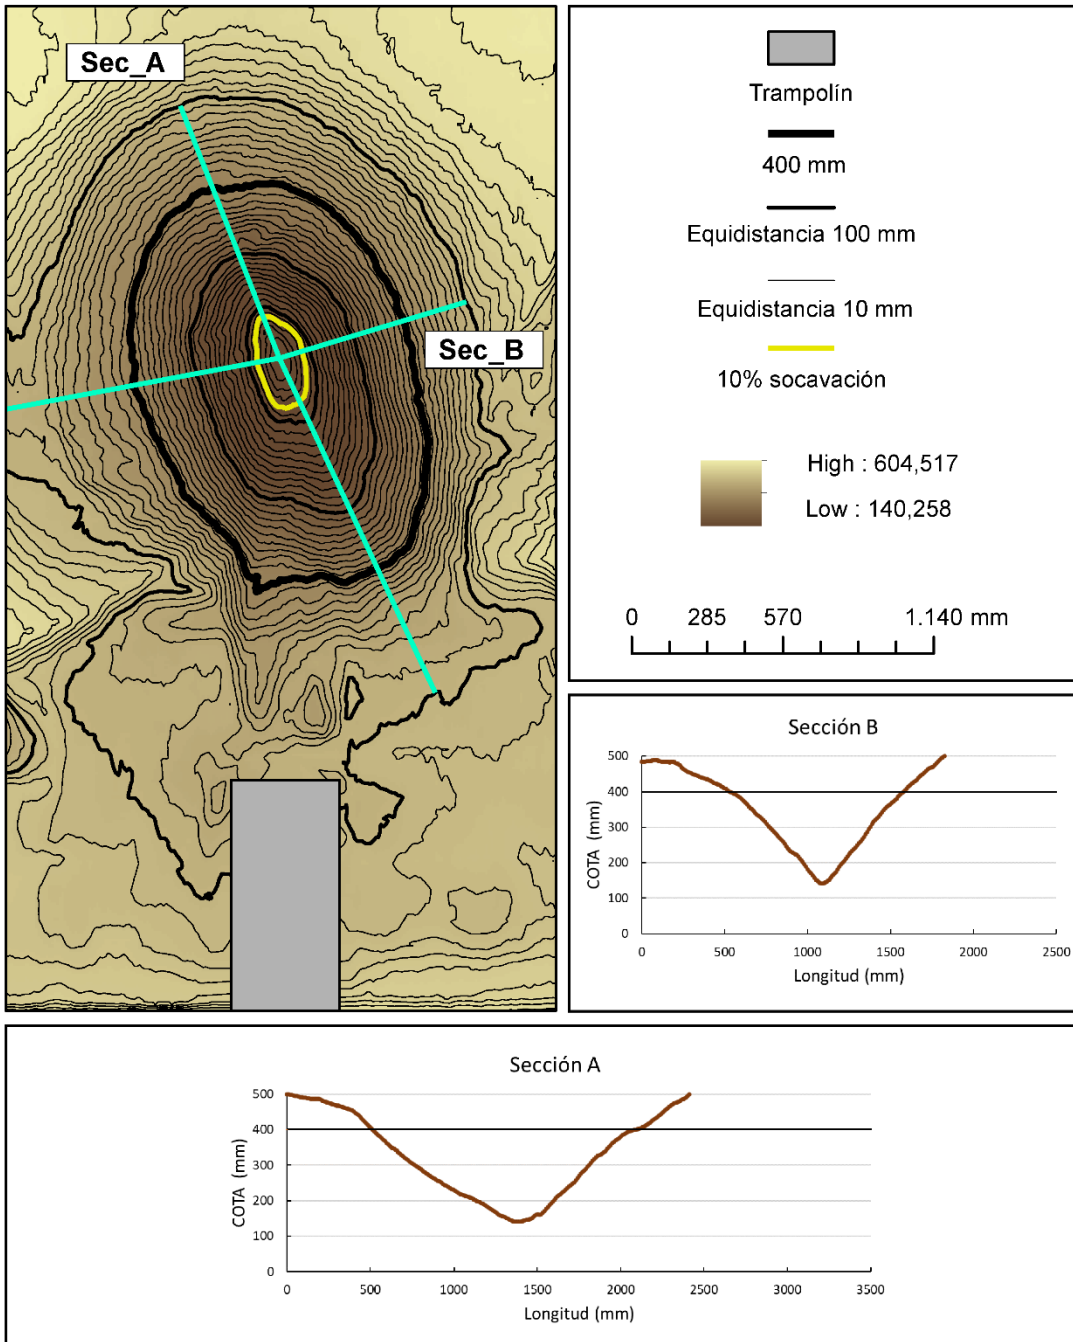 Sec_A
Sec_B
Trampolín
400 mm
Equidistancia 100 mm
Equidistancia 10 mm
10% socavación
High : 604,517
Low : 140,258
0 285 570 1.140 mm
Sección B
500
400
300
200
100
0
COTA (mm)
0 500 1000 1500 2000 2500
Longitud (mm)
Sección A
500
400
300
200
100
0
COTA (mm)
0 500 1000 1500 2000 2500 3000 3500
Longitud (mm)